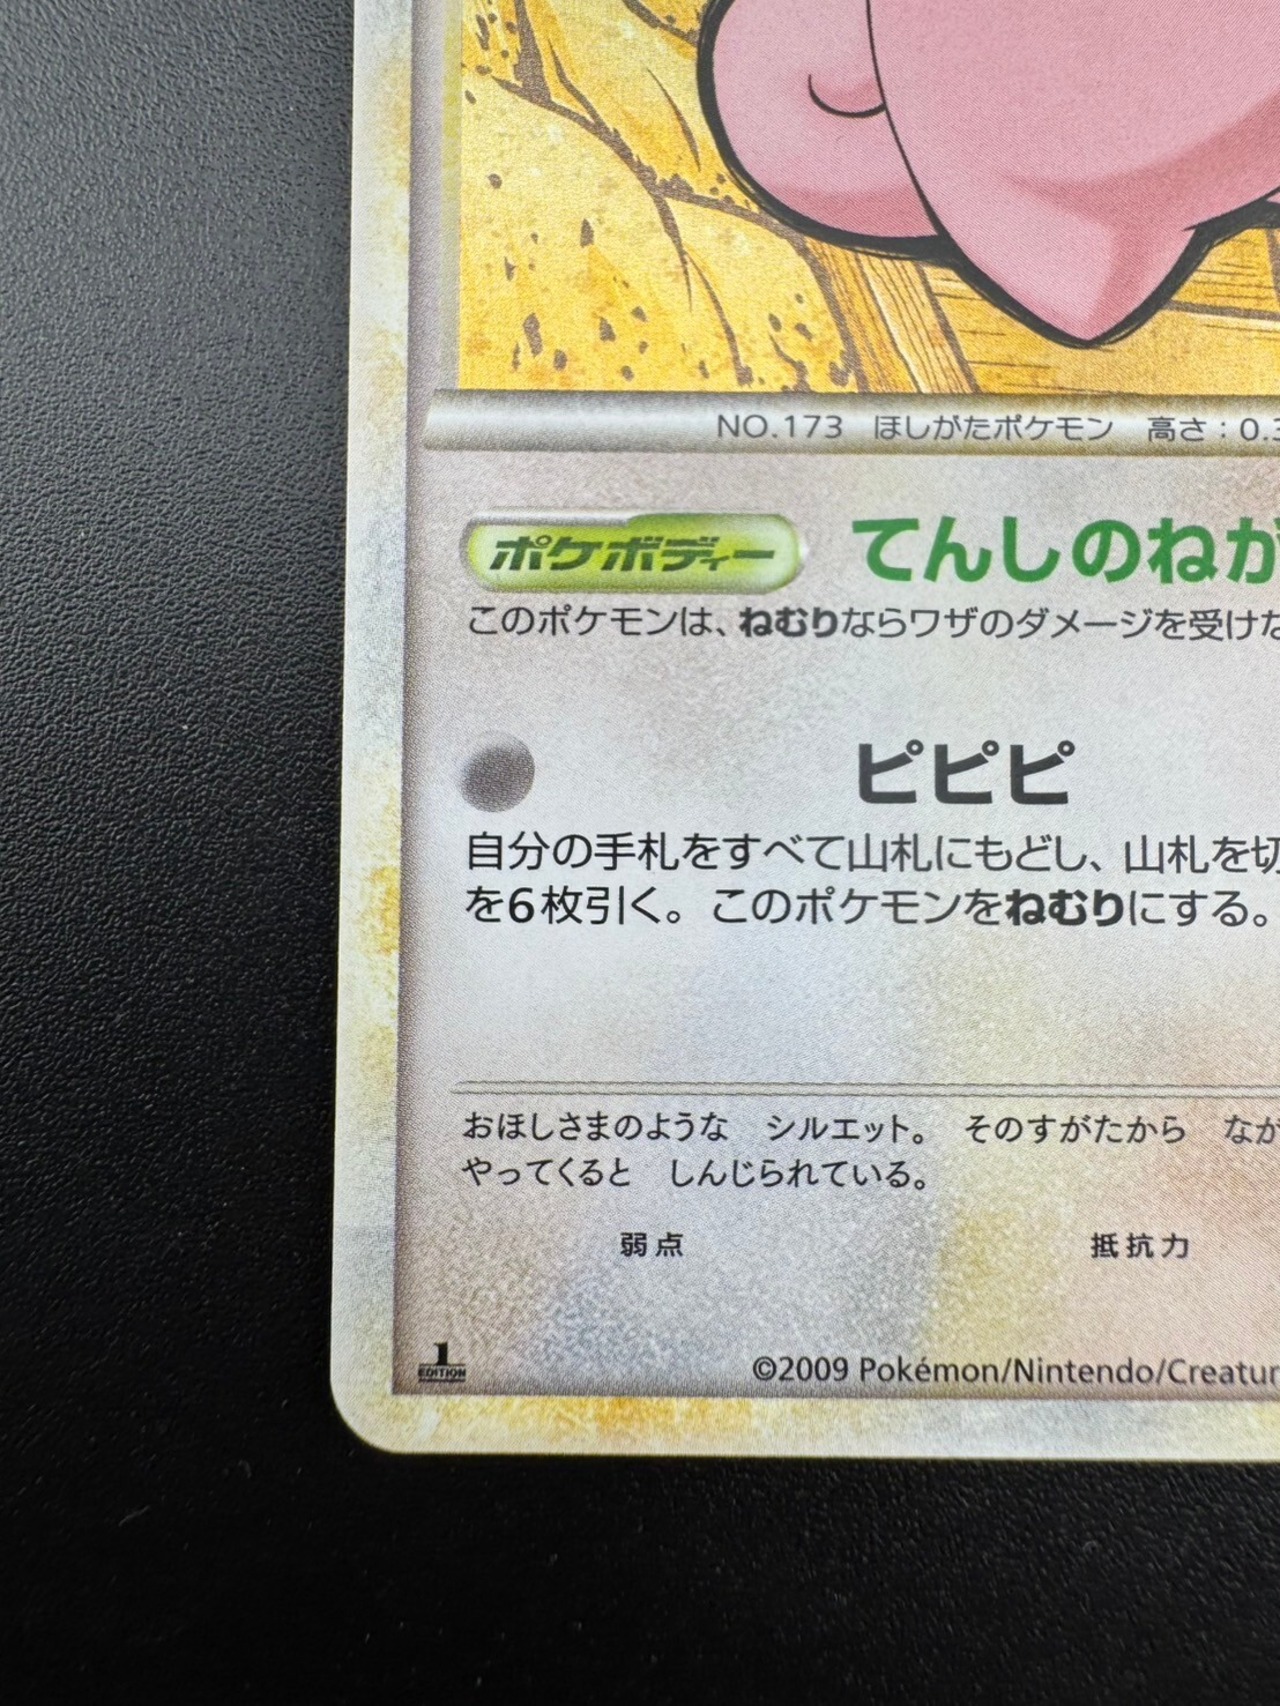 NO.173 ほしがたポケモン 高さ：0.3
ポケボディー てんしのねが
このポケモンは、ねむりならワザのダメージを受けな
ピピピ
自分の手札をすべて山札にもどし、山札を切
を6枚引く。このポケモンをねむりにする。
おほしさまのような シルエット。 そのすがたから なが
やってくると しんじられている。
弱点 抵抗力
1
EDITION
©2009 Pokémon/Nintendo/Creatur